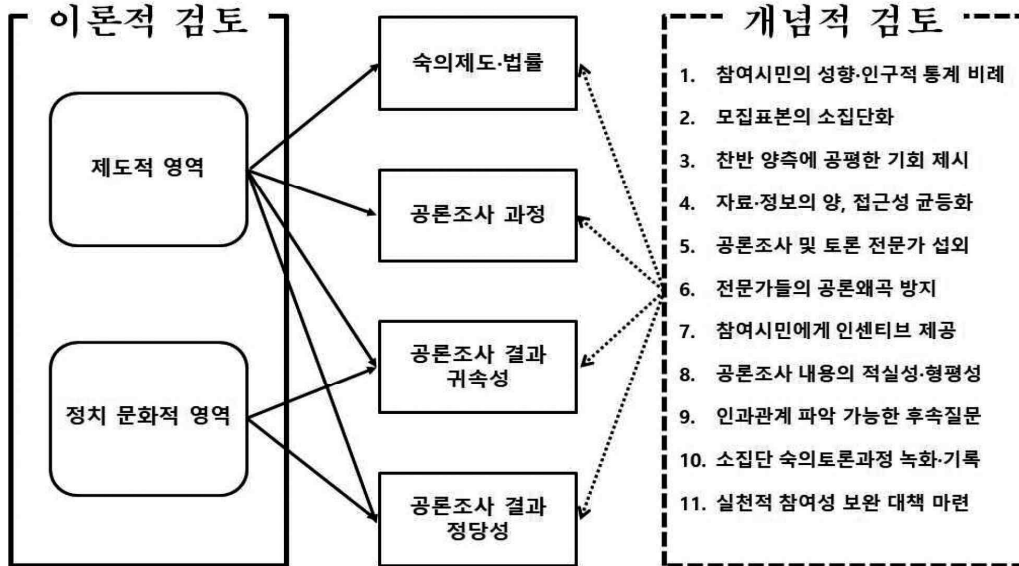 이론적 검토
제도적 영역
정치 문화적 영역
숙의제도·법률
공론조사 과정
공론조사 결과
귀속성
공론조사 결과
정당성
개념적 검토
1. 참여시민의 성향·인구적 통계 비례
2. 모집표본의 소집단화
3. 찬반 양측에 공평한 기회 제시
4. 자료·정보의 양, 접근성 균등화
5. 공론조사 및 토론 전문가 섭외
6. 전문가들의 공론왜곡 방지
7. 참여시민에게 인센티브 제공
8. 공론조사 내용의 적실성·형평성
9. 인과관계 파악 가능한 후속질문
10. 소집단 숙의토론과정 녹화·기록
11. 실천적 참여성 보완 대책 마련